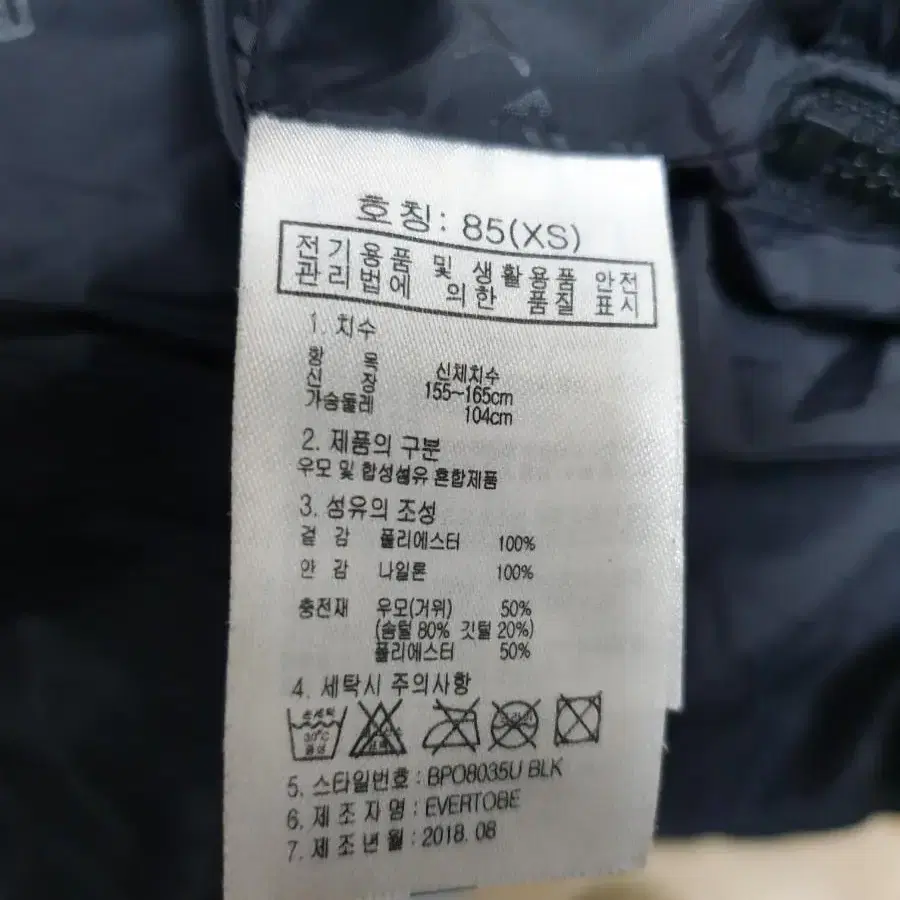 호칭: 85(XS)
전기용품 및 생활용품 안전
관리법에 의한 품질 표시
1. 치수
항 목 신체치수
신 장 155~165cm
가슴둘레 104cm
2. 제품의 구분
우모 및 합성섬유 혼합제품
3. 섬유의 조성
겉 감 폴리에스터 100%
안 감 나일론 100%
충전재 우모(거위) 50%
(솜털 80% 깃털 20%)
폴리에스터 50%
4. 세탁시 주의사항
손세탁
30℃
중성
5. 스타일번호 : BPO8035U BLK
6. 제 조 자 명 : EVERTOBE
7. 제 조 년 월 : 2018. 08